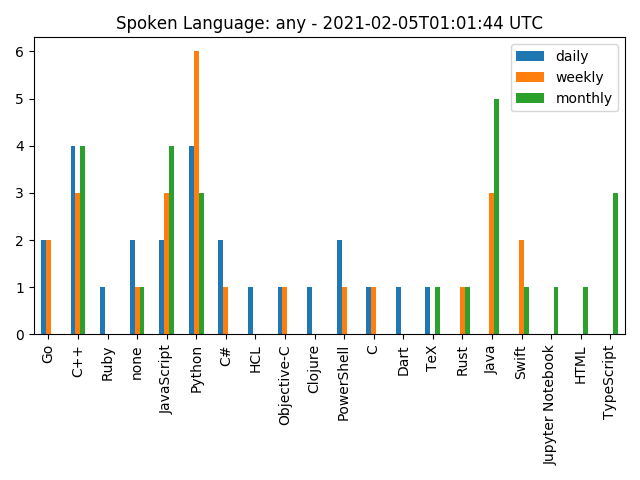 Spoken Language: any - 2021-02-05T01:01:44 UTC
daily
weekly
monthly
6
5
4
3
2
1
0
Go
C++
Ruby
none
JavaScript
Python
C#
HCL
Objective-C
Clojure
PowerShell
C
Dart
TeX
Rust
Java
Swift
Jupyter Notebook
HTML
TypeScript